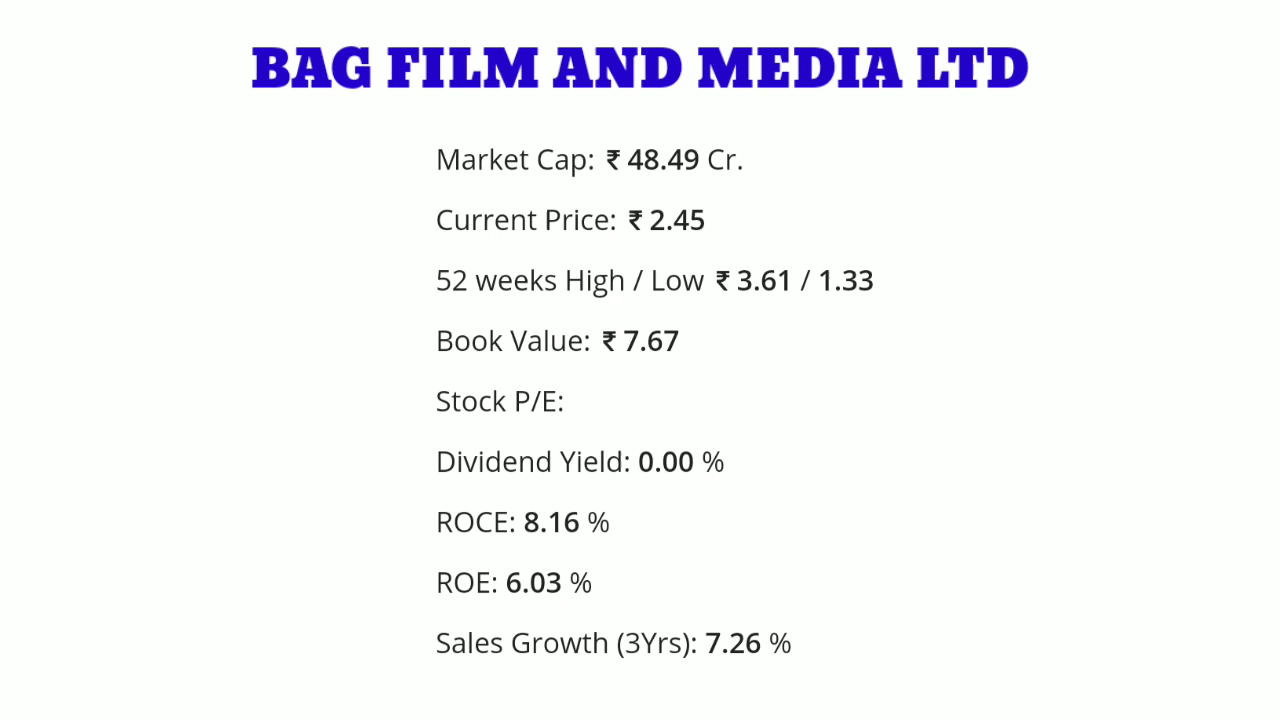 BAG FILM AND MEDIA LTD
Market Cap: ₹ 48.49 Cr.
Current Price: ₹ 2.45
52 weeks High / Low ₹ 3.61 / 1.33
Book Value: ₹ 7.67
Stock P/E:
Dividend Yield: 0.00 %
ROCE: 8.16 %
ROE: 6.03 %
Sales Growth (3Yrs): 7.26 %